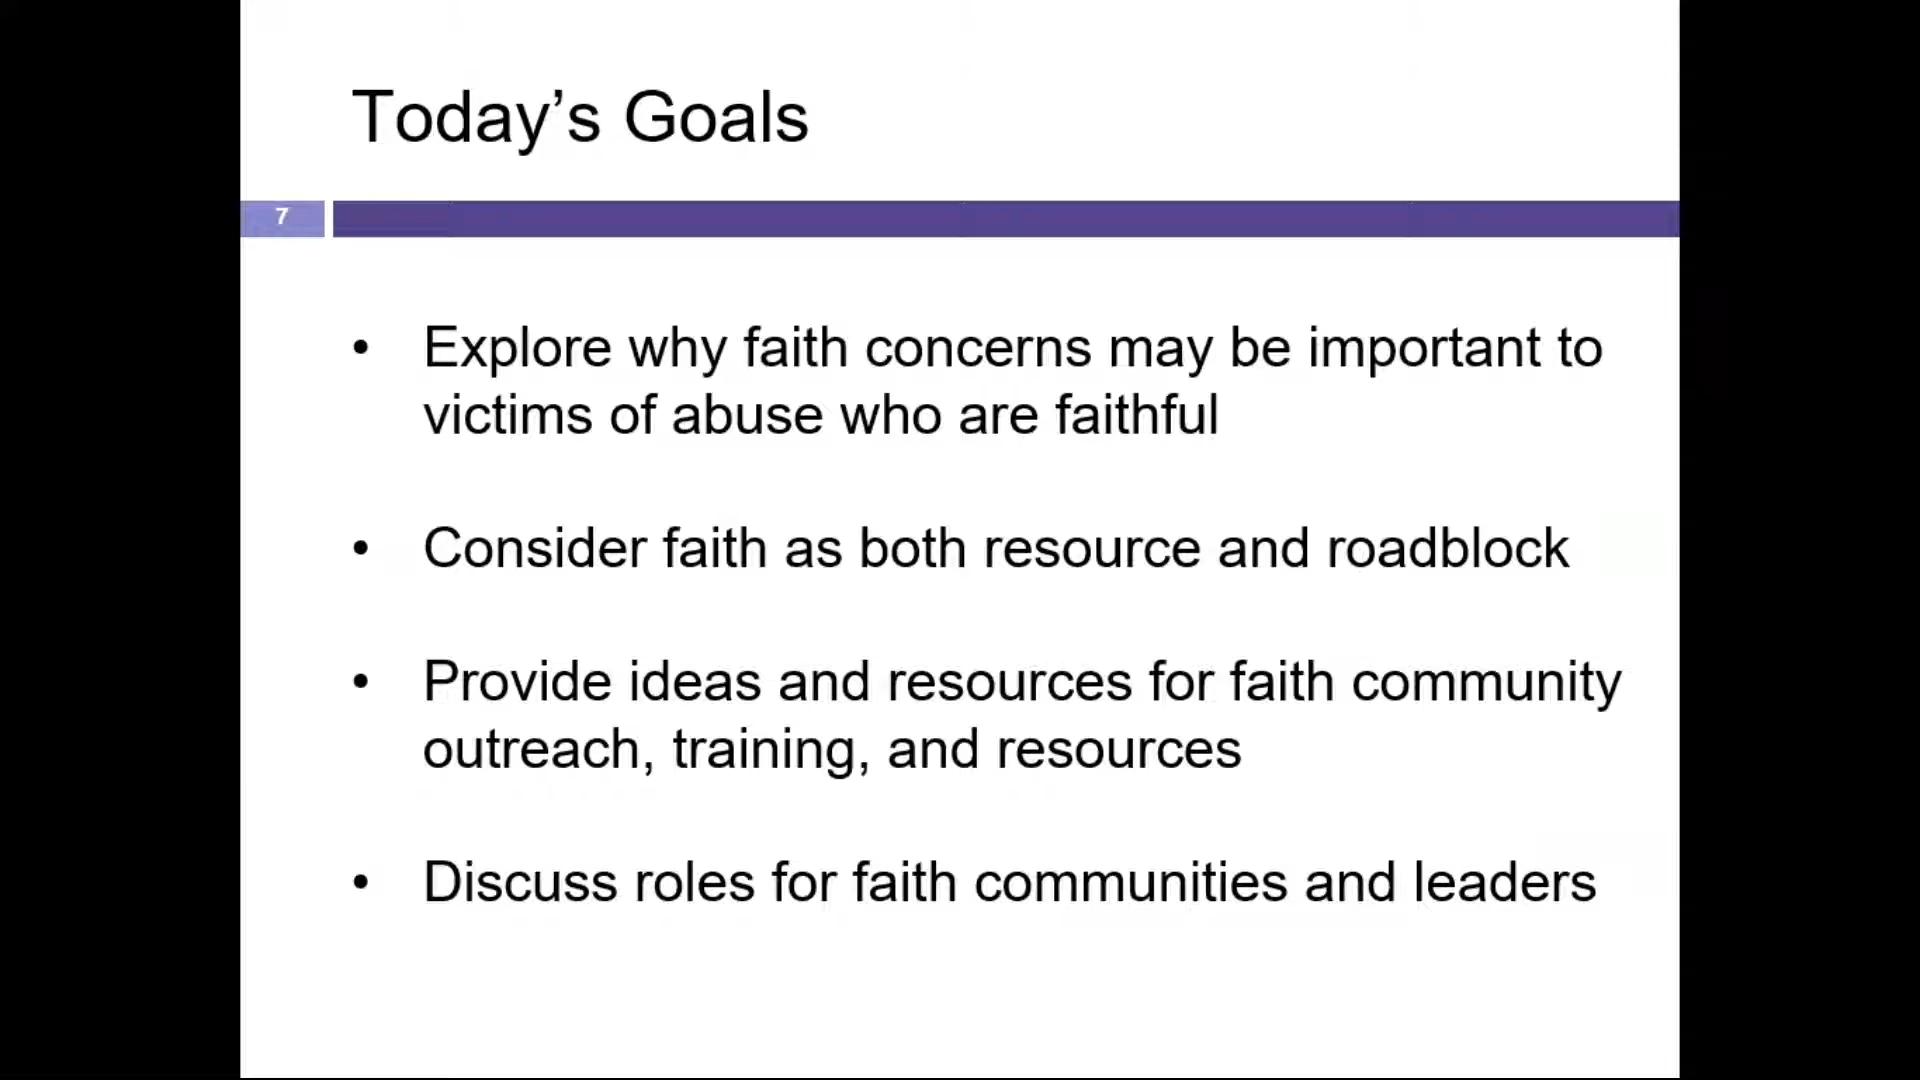 Today’s Goals
7
• Explore why faith concerns may be important to
victims of abuse who are faithful
• Consider faith as both resource and roadblock
• Provide ideas and resources for faith community
outreach, training, and resources
• Discuss roles for faith communities and leaders